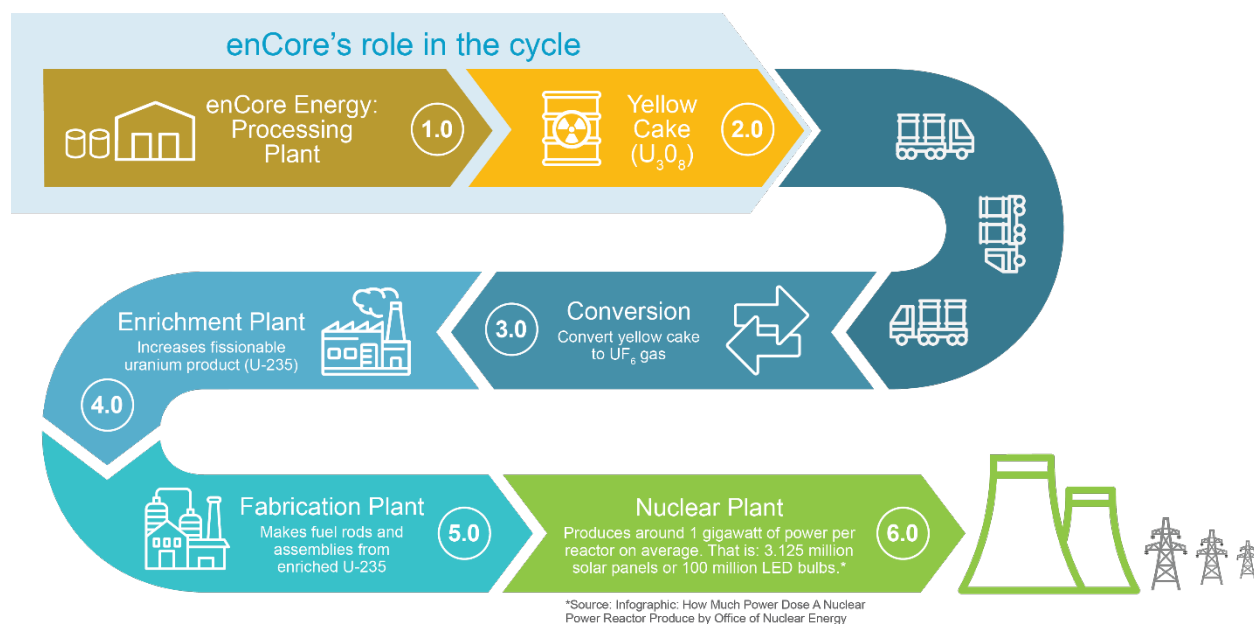 enCore's role in the cycle
enCore Energy:
Processing
Plant
1.0
Yellow
Cake
(U₃0₈)
2.0
3.0
Conversion
Convert yellow cake
to UF₆ gas
Enrichment Plant
Increases fissionable
uranium product (U-235)
4.0
Fabrication Plant
Makes fuel rods and
assemblies from
enriched U-235
5.0
Nuclear Plant
Produces around 1 gigawatt of power per
reactor on average. That is: 3.125 million
solar panels or 100 million LED bulbs.*
6.0
*Source: Infographic: How Much Power Dose A Nuclear
Power Reactor Produce by Office of Nuclear Energy